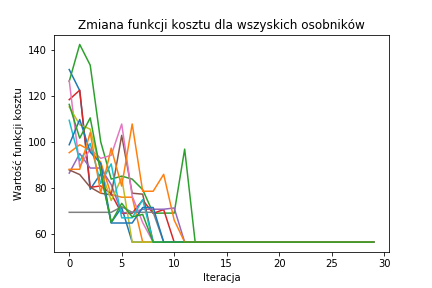 Zmiana funkcji kosztu dla wszyskich osobników
Wartość funkcji kosztu
140
120
100
80
60
0 5 10 15 20 25 30
Iteracja